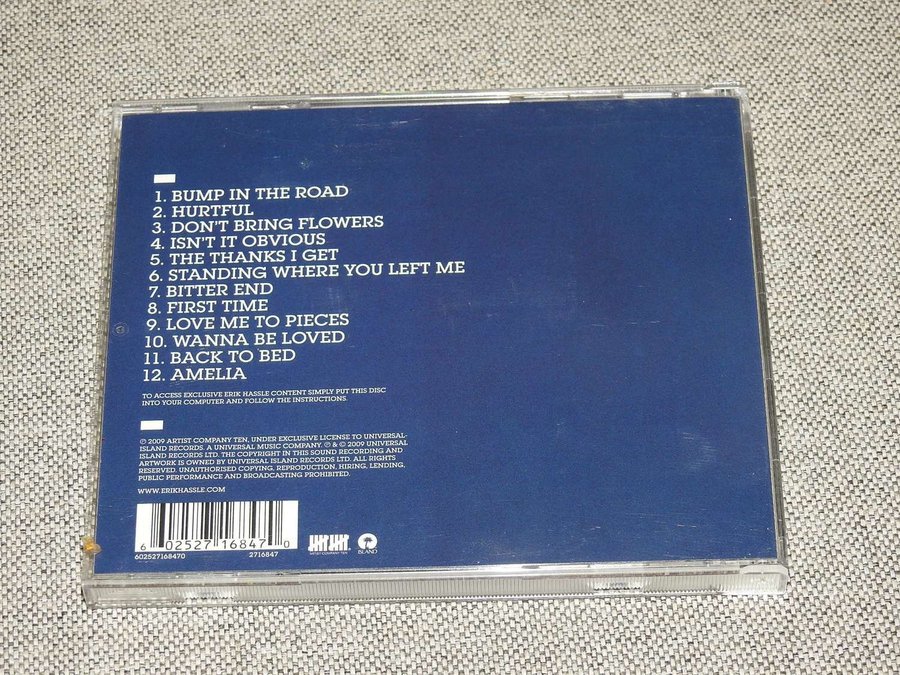 1. BUMP IN THE ROAD
2. HURTFUL
3. DON'T BRING FLOWERS
4. ISN'T IT OBVIOUS
5. THE THANKS I GET
6. STANDING WHERE YOU LEFT ME
7. BITTER END
8. FIRST TIME
9. LOVE ME TO PIECES
10. WANNA BE LOVED
11. BACK TO BED
12. AMELIA
TO ACCESS EXCLUSIVE ERIK HASSLE CONTENT SIMPLY PUT THIS DISC
INTO YOUR COMPUTER AND FOLLOW THE INSTRUCTIONS.
℗ 2009 ARTIST COMPANY TEN, UNDER EXCLUSIVE LICENSE TO UNIVERSAL-
ISLAND RECORDS. A UNIVERSAL MUSIC COMPANY. ℗ & © 2009 UNIVERSAL
ISLAND RECORDS LTD. THE COPYRIGHT IN THIS SOUND RECORDING AND
ARTWORK IS OWNED BY UNIVERSAL ISLAND RECORDS LTD. ALL RIGHTS
RESERVED. UNAUTHORISED COPYING, REPRODUCTION, HIRING, LENDING,
PUBLIC PERFORMANCE AND BROADCASTING PROHIBITED.
WWW.ERIKHASSLE.COM
6 02527 16847 0
602527168470 2716847
ARTIST COMPANY TEN
ISLAND